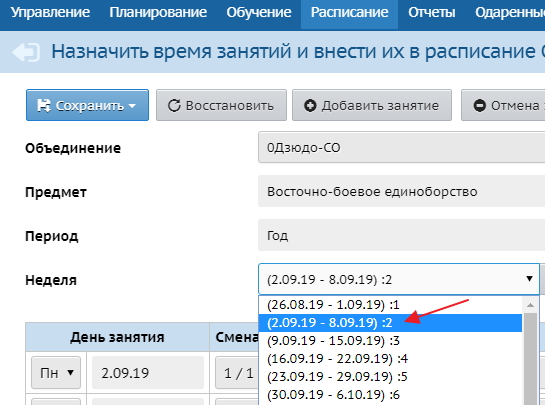 Управление Планирование Обучение Расписание Отчеты Одаренные
Назначить время занятий и внести их в расписание
Сохранить Восстановить Добавить занятие Отмена
Объединение 0Дзюдо-СО
Предмет Восточно-боевое единоборство
Период Год
Неделя (2.09.19 - 8.09.19) :2
(26.08.19 - 1.09.19) :1
(2.09.19 - 8.09.19) :2
(9.09.19 - 15.09.19) :3
(16.09.19 - 22.09.19) :4
(23.09.19 - 29.09.19) :5
(30.09.19 - 6.10.19) :6
День занятия Смена
Пн 2.09.19 1 / 1